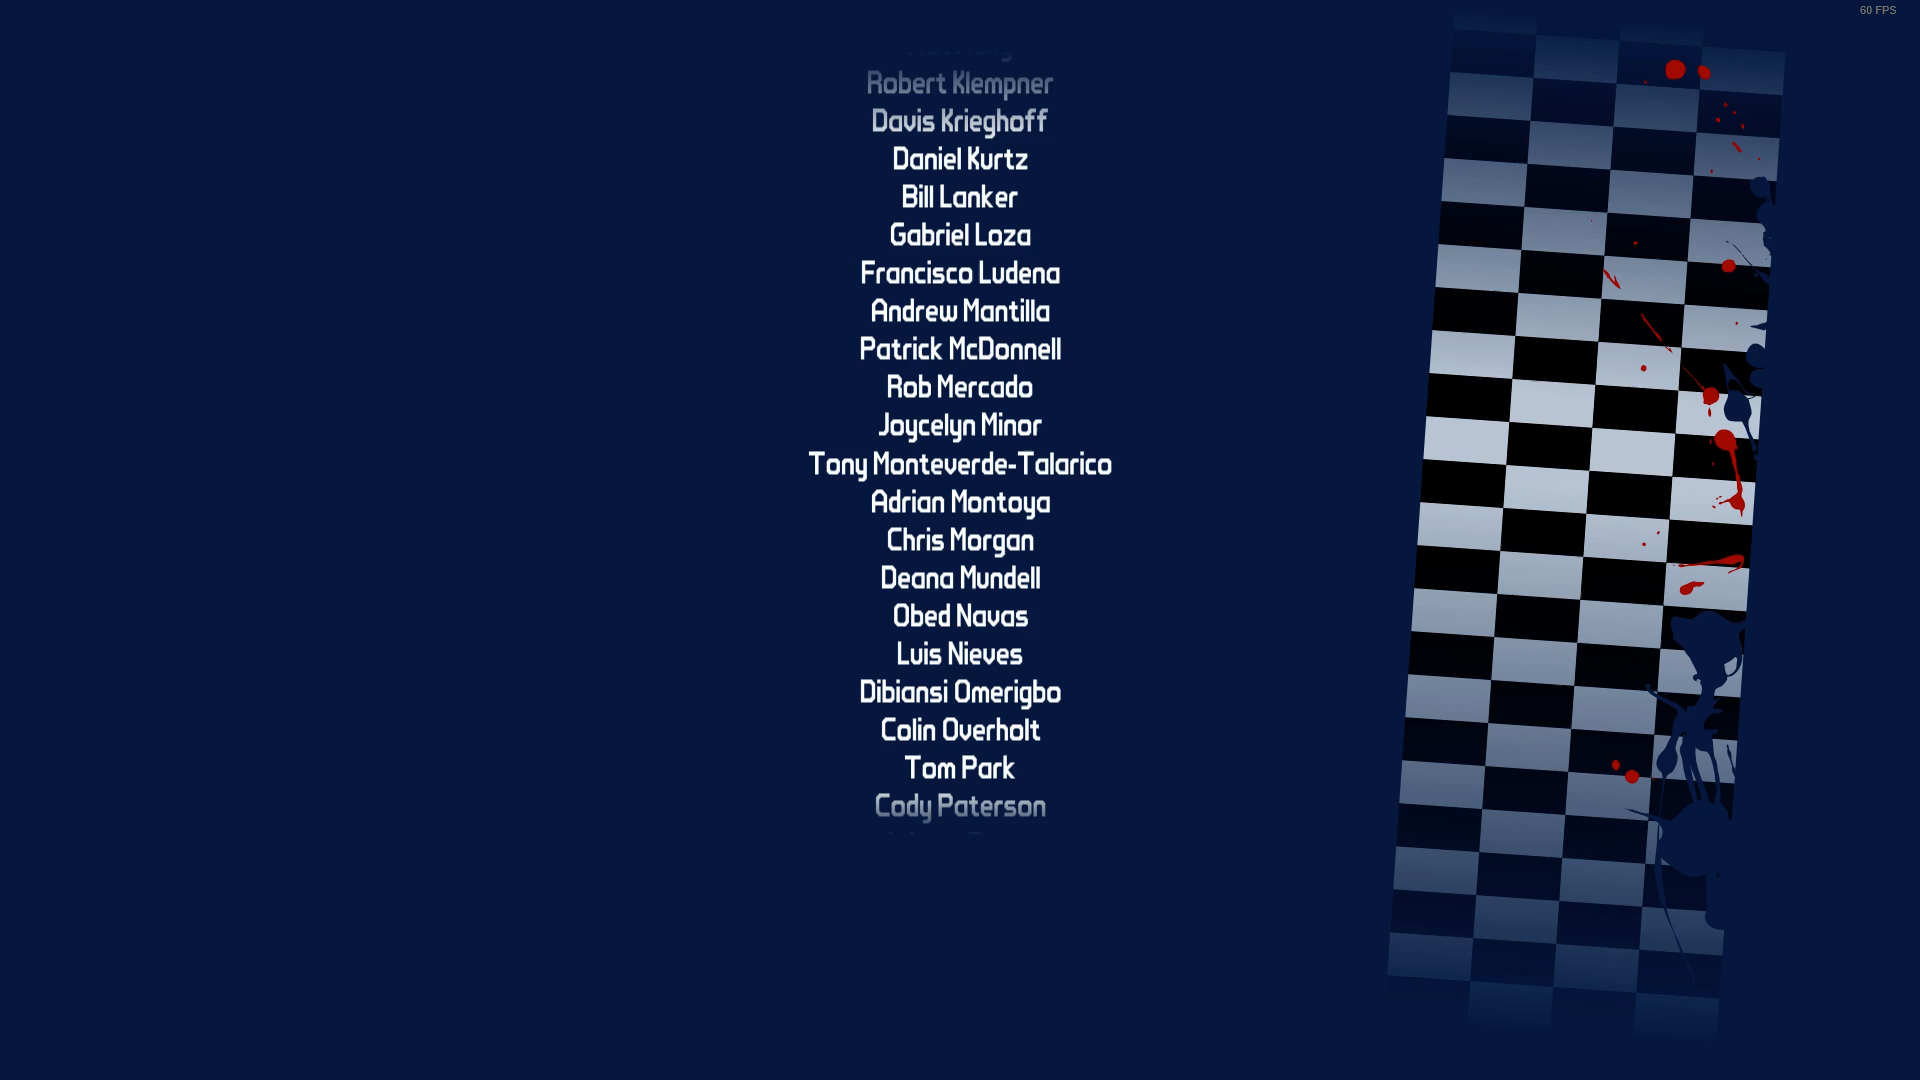 60 FPS
Robert Klempner
Davis Krieghoff
Daniel Kurtz
Bill Lanker
Gabriel Loza
Francisco Ludena
Andrew Mantilla
Patrick McDonnell
Rob Mercado
Joycelyn Minor
Tony Monteverde-Talarico
Adrian Montoya
Chris Morgan
Deana Mundell
Obed Navas
Luis Nieves
Dibiansi Omerigbo
Colin Overholt
Tom Park
Cody Paterson